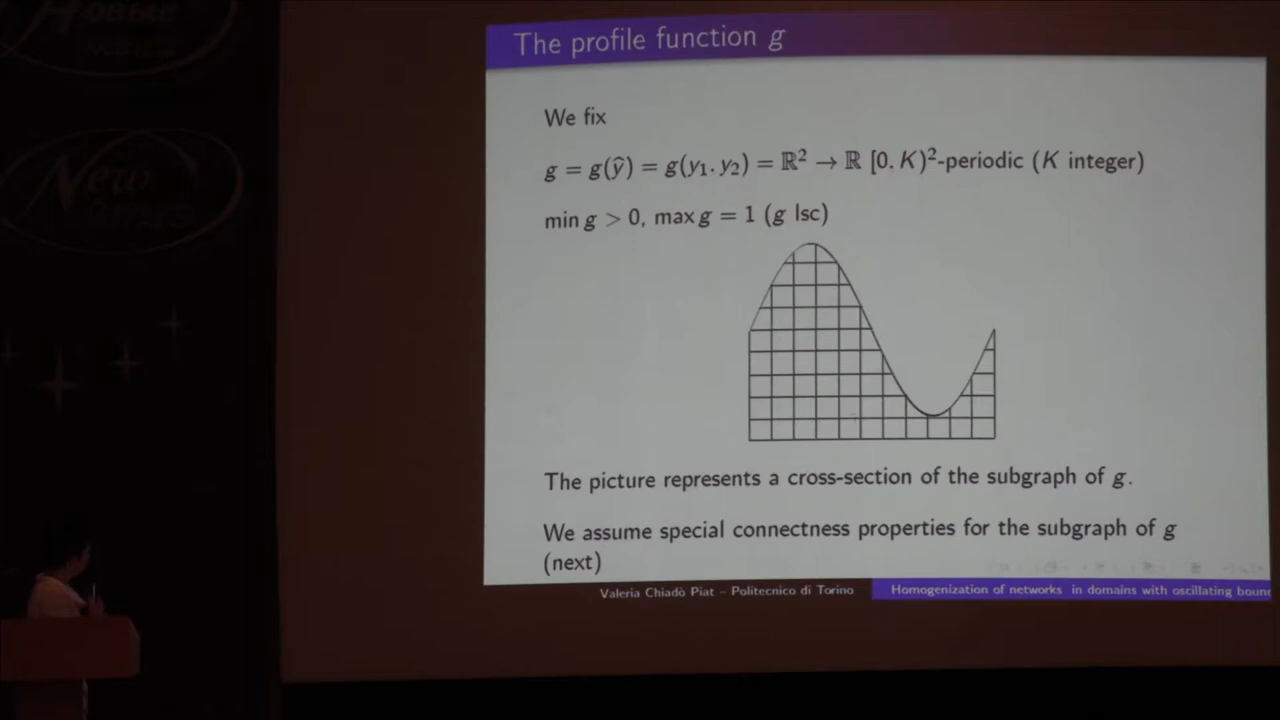 Новые
New
The profile function g
We fix
g = g(ŷ) = g(y₁. y₂) = ℝ² → ℝ [0. K)²-periodic (K integer)
min g > 0, max g = 1 (g lsc)
The picture represents a cross-section of the subgraph of g.
We assume special connectness properties for the subgraph of g
(next)
Valeria Chiadò Piat – Politecnico di Torino
Homogenization of networks in domains with oscillating boun